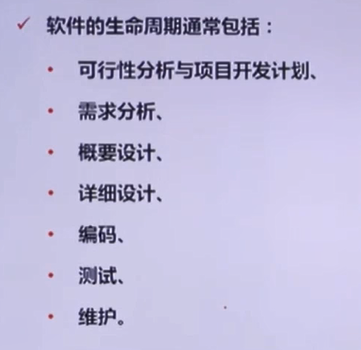 ✓ 软件的生命周期通常包括：
• 可行性分析与项目开发计划、
• 需求分析、
• 概要设计、
• 详细设计、
• 编码、
• 测试、
• 维护。